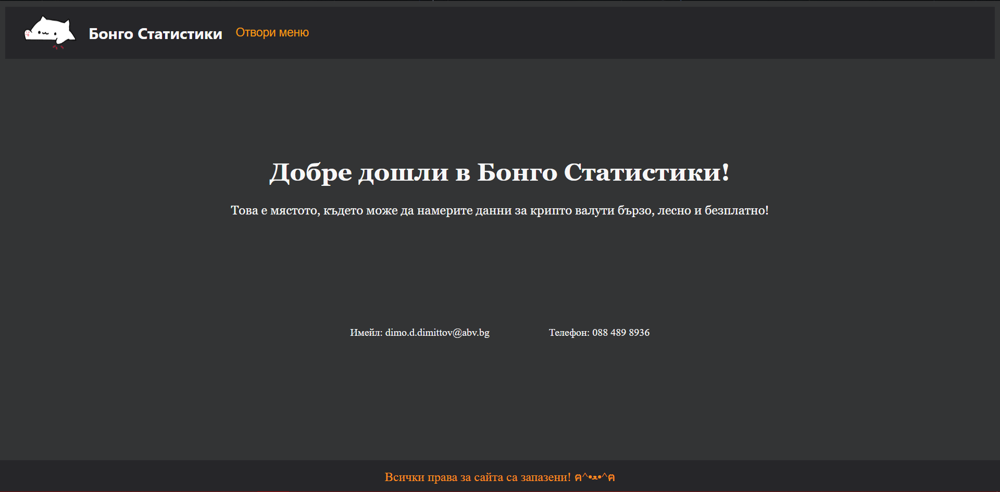 Бонго Статистики
Отвори меню
Добре дошли в Бонго Статистики!
Това е мястото, където може да намерите данни за крипто валути бързо, лесно и безплатно!
Имейл: dimo.d.dimittov@abv.bg
Телефон: 088 489 8936
Всички права за сайта са запазени! ฅ^•ﻌ•^ฅ